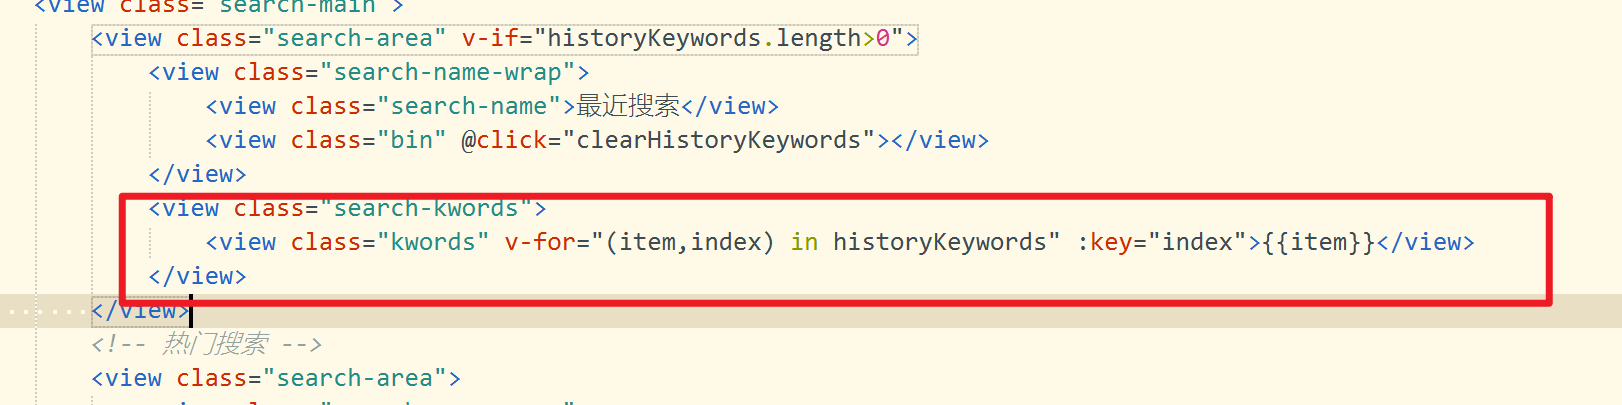 <view class="search-main">
<view class="search-area" v-if="historyKeywords.length>0">
<view class="search-name-wrap">
<view class="search-name">最近搜索</view>
<view class="bin" @click="clearHistoryKeywords"></view>
</view>
<view class="search-kwords">
<view class="kwords" v-for="(item,index) in historyKeywords" :key="index">{{item}}</view>
</view>
</view>
<!-- 热门搜索 -->
<view class="search-area">